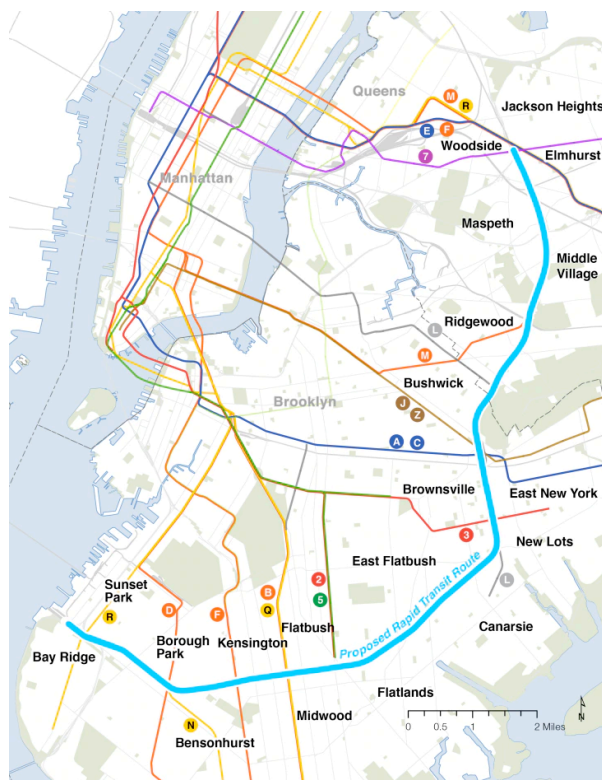 Queens
M
R
Jackson Heights
E
F
Woodside
7
Elmhurst
Manhattan
Maspeth
Middle
Village
L
Ridgewood
M
Bushwick
J
Z
Brooklyn
A
C
Brownsville
East New York
3
New Lots
East Flatbush
Proposed Rapid Transit Route
L
Sunset
Park
R
D
F
B
Q
2
5
Borough
Park
Kensington
Flatbush
Canarsie
Bay Ridge
Flatlands
Midwood
N
Bensonhurst
0
0.5
1
2 Miles
N